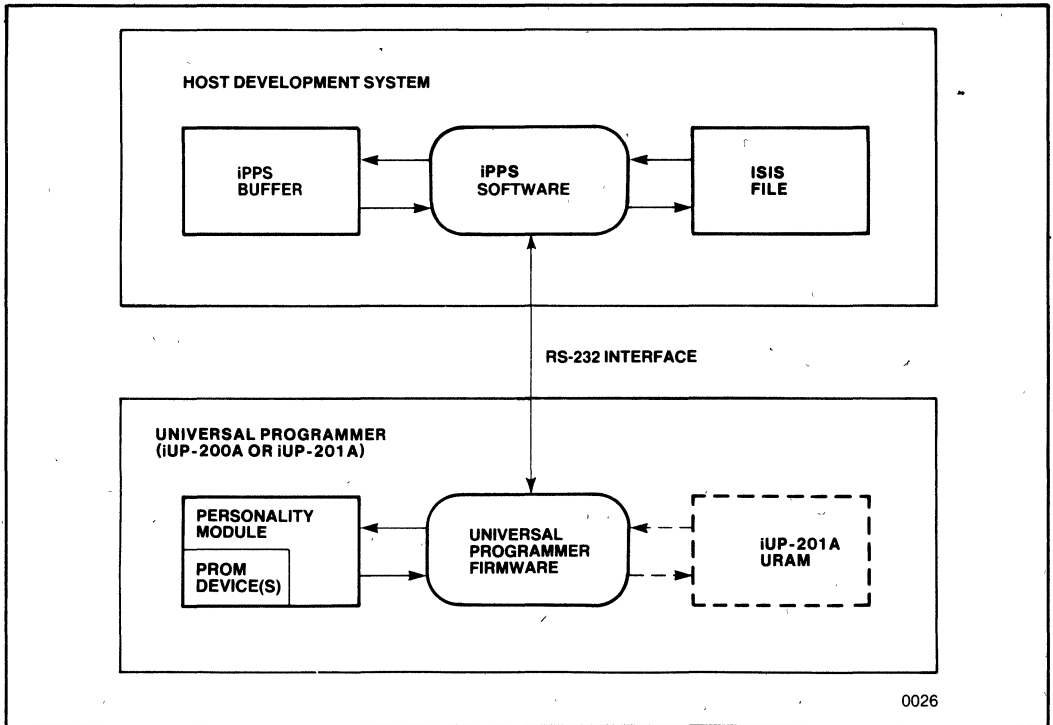 HOST DEVELOPMENT SYSTEM
iPPS
BUFFER
iPPS
SOFTWARE
ISIS
FILE
RS-232 INTERFACE
UNIVERSAL PROGRAMMER
(iUP-200A OR iUP-201A)
PERSONALITY
MODULE
PROM
DEVICE(S)
UNIVERSAL
PROGRAMMER
FIRMWARE
iUP-201A
URAM
0026